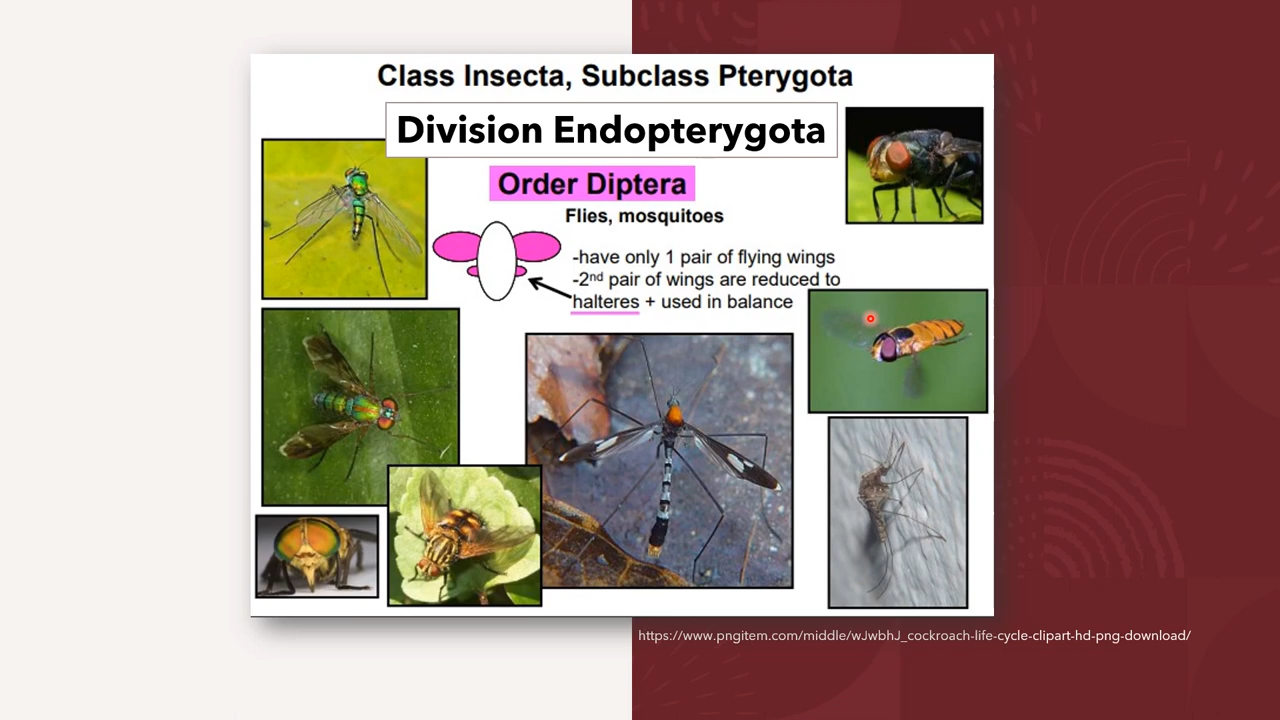 Class Insecta, Subclass Pterygota
Division Endopterygota
Order Diptera
Flies, mosquitoes
-have only 1 pair of flying wings
-2nd pair of wings are reduced to
halteres + used in balance
https://www.pngitem.com/middle/wJwbhJ_cockroach-life-cycle-clipart-hd-png-download/